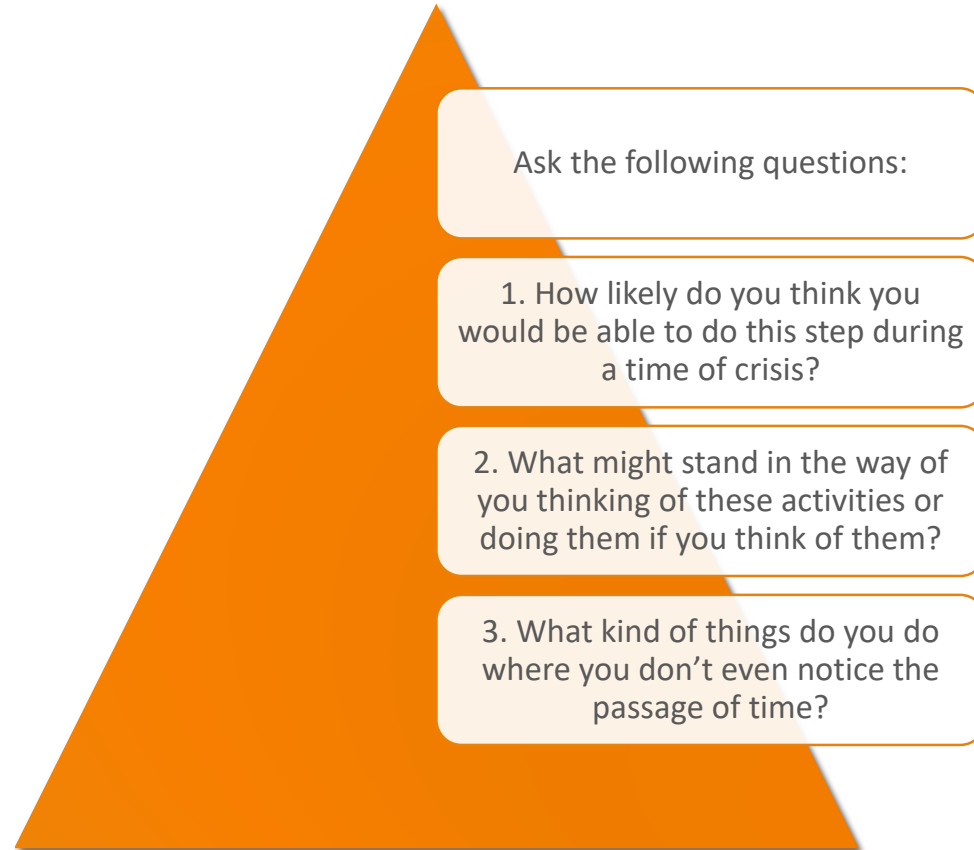 Ask the following questions:
1. How likely do you think you
would be able to do this step during
a time of crisis?
2. What might stand in the way of
you thinking of these activities or
doing them if you think of them?
3. What kind of things do you do
where you don’t even notice the
passage of time?